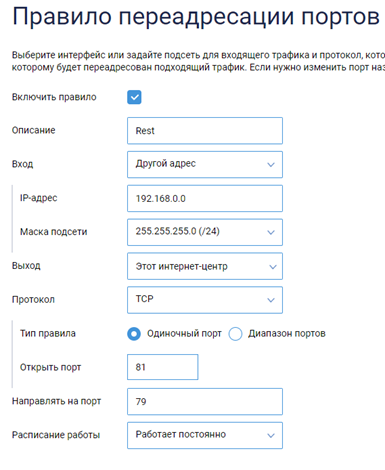 Правило переадресации портов
Выберите интерфейс или задайте подсеть для входящего трафика и протокол,
которому будет переадресован подходящий трафик. Если нужно изменить порт
Включить правило
Описание Rest
Вход Другой адрес
IP-адрес 192.168.0.0
Маска подсети 255.255.255.0 (/24)
Выход Этот интернет-центр
Протокол TCP
Тип правила Одиночный порт Диапазон портов
Открыть порт 81
Направлять на порт 79
Расписание работы Работает постоянно